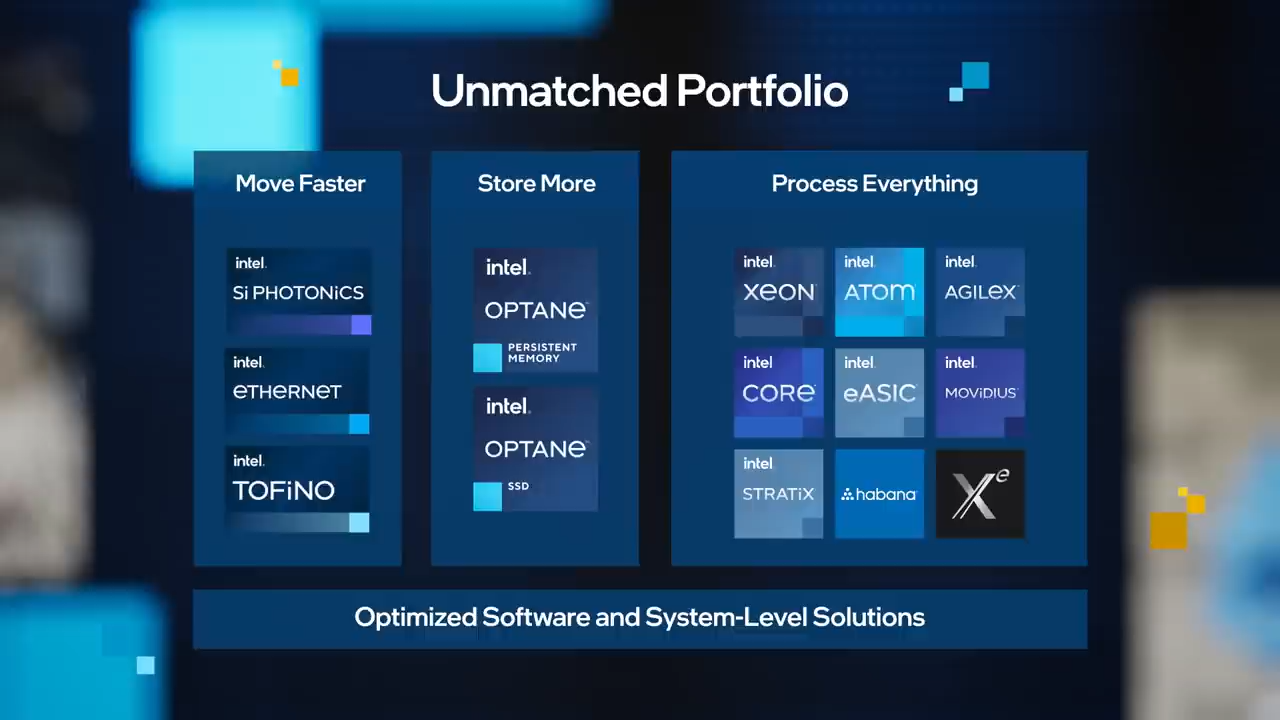 Unmatched Portfolio
Move Faster
intel.
Si PHOTONiCS
intel.
eTHERNET
intel.
TOFiNO
Store More
intel.
OPTANe™
PERSISTENT
MEMORY
intel.
OPTANe™
SSD
Process Everything
intel.
XeON
intel.
ATOM
intel.
AGILeX
intel.
CORe
intel.
eASIC
intel.
MOViDIUS
intel.
STRATiX
habana
Xe
Optimized Software and System-Level Solutions